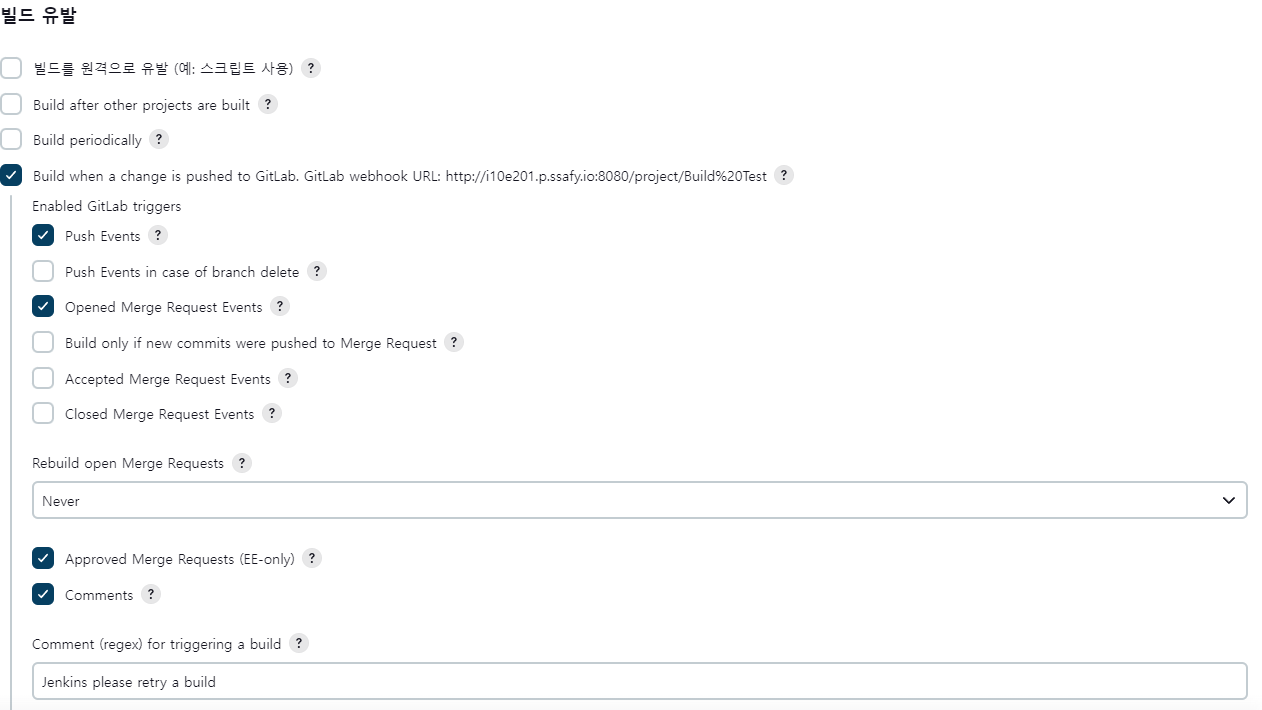 빌드 유발
빌드를 원격으로 유발 (예: 스크립트 사용) ?
Build after other projects are built ?
Build periodically ?
Build when a change is pushed to GitLab. GitLab webhook URL: http://i10e201.p.ssafy.io:8080/project/Build%20Test ?
Enabled GitLab triggers
Push Events ?
Push Events in case of branch delete ?
Opened Merge Request Events ?
Build only if new commits were pushed to Merge Request ?
Accepted Merge Request Events ?
Closed Merge Request Events ?
Rebuild open Merge Requests ?
Never
Approved Merge Requests (EE-only) ?
Comments ?
Comment (regex) for triggering a build ?
Jenkins please retry a build